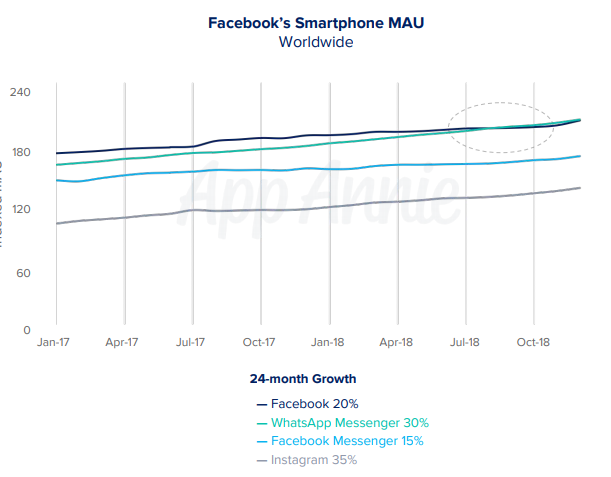 Facebook's Smartphone MAU
Worldwide
240
180
120
60
0
Jan-17 Apr-17 Jul-17 Oct-17 Jan-18 Apr-18 Jul-18 Oct-18
App Annie
24-month Growth
— Facebook 20%
— WhatsApp Messenger 30%
— Facebook Messenger 15%
— Instagram 35%